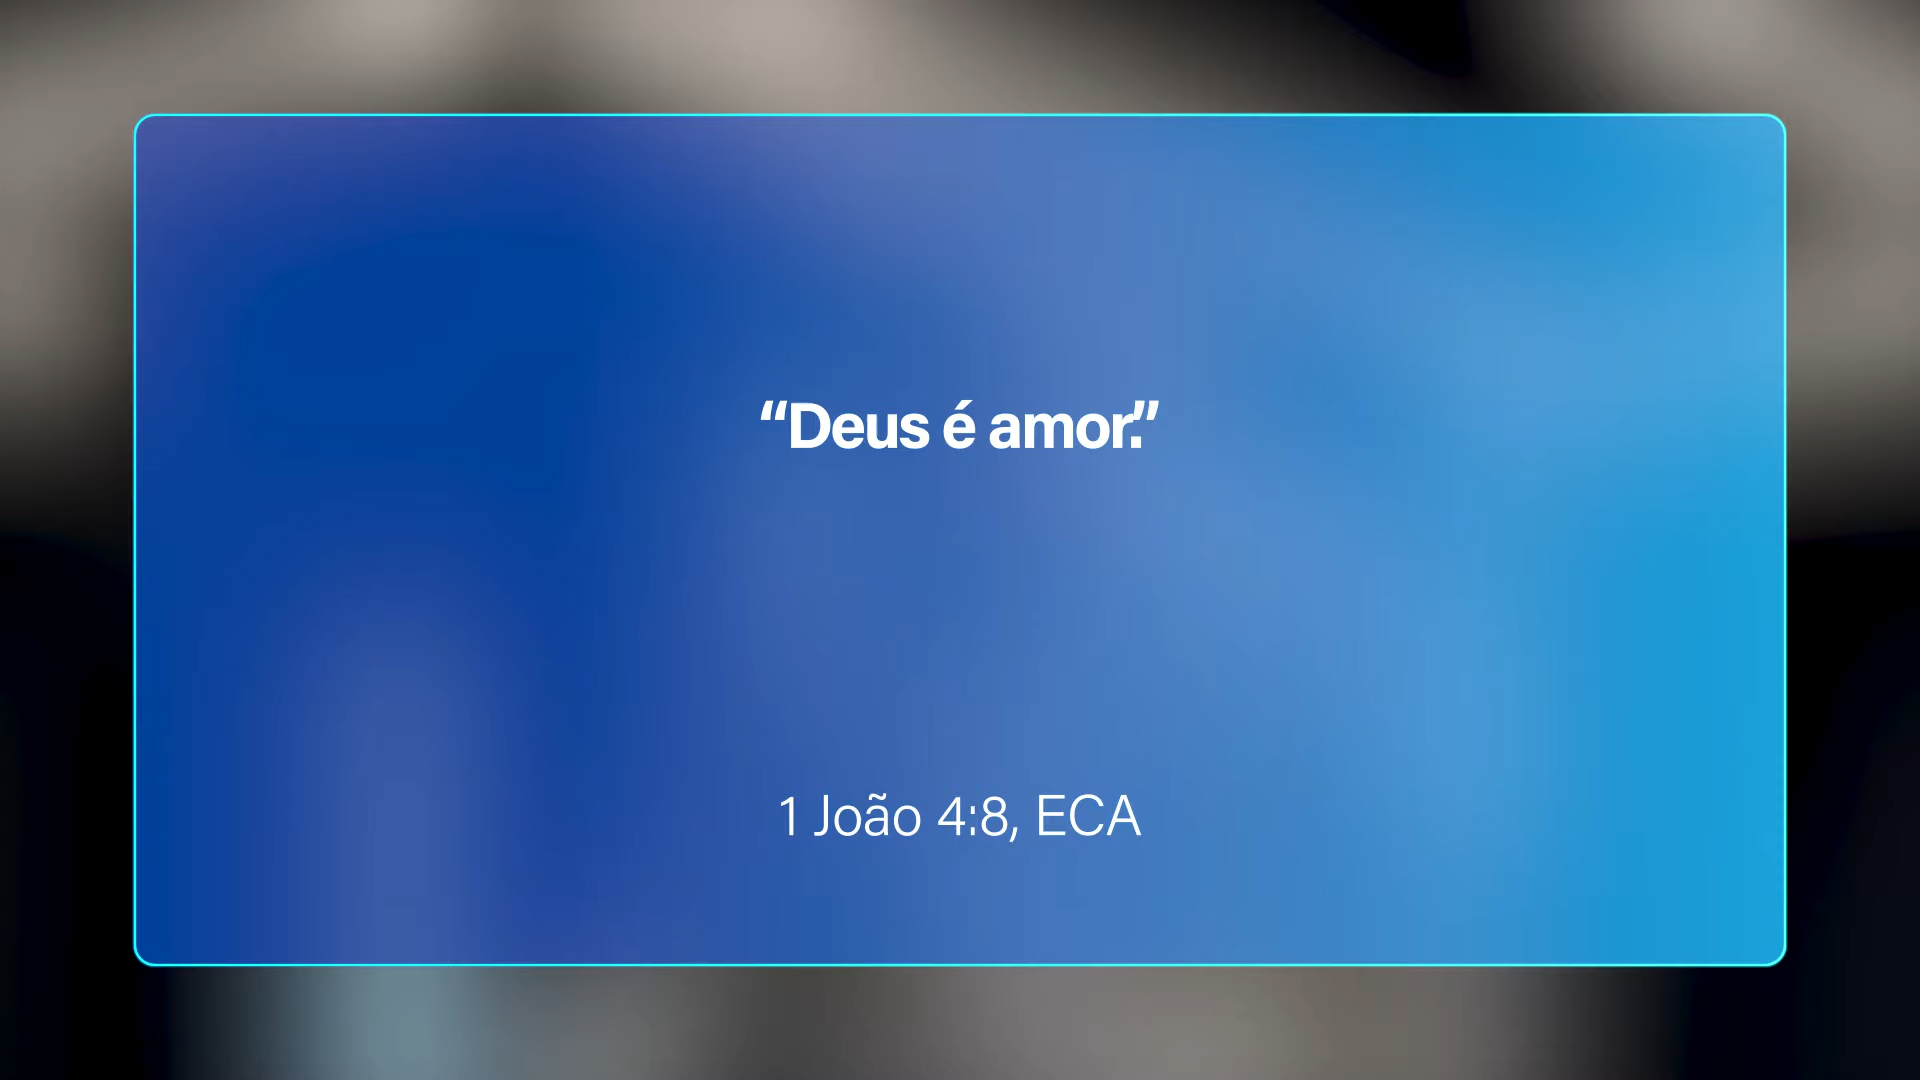 “Deus é amor.”
1 João 4:8, ECA